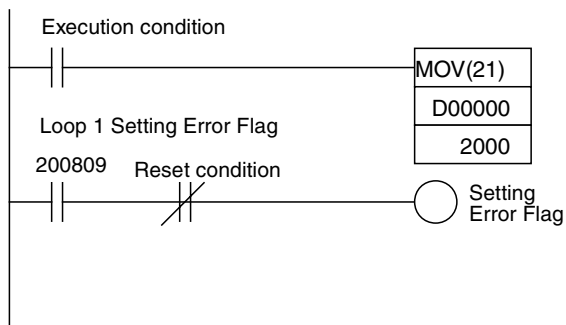 Execution condition
MOV(21)
D00000
2000
Loop 1 Setting Error Flag
200809
Reset condition
Setting
Error Flag